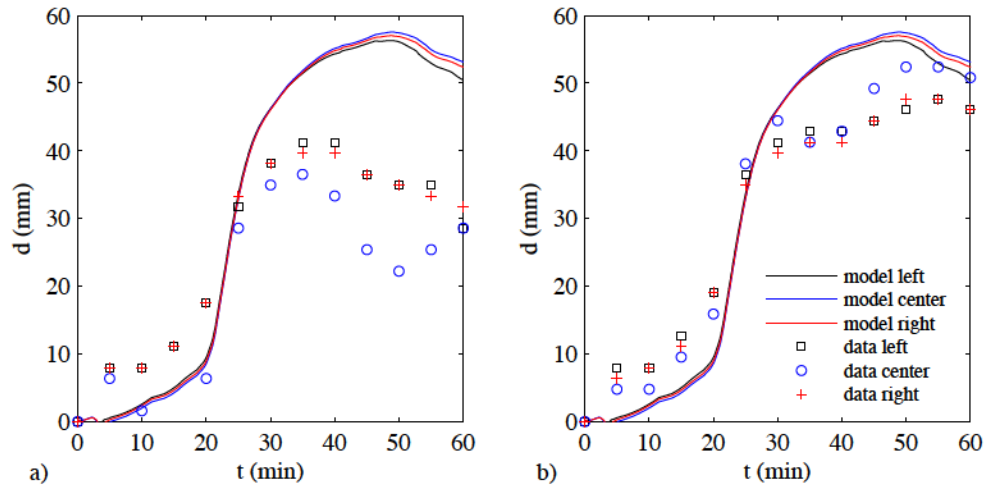 60
50
40
30
20
10
0
d (mm)
0 10 20 30 40 50 60
a) t (min)
60
50
40
30
20
10
0
d (mm)
model left
model center
model right
data left
data center
data right
0 10 20 30 40 50 60
b) t (min)